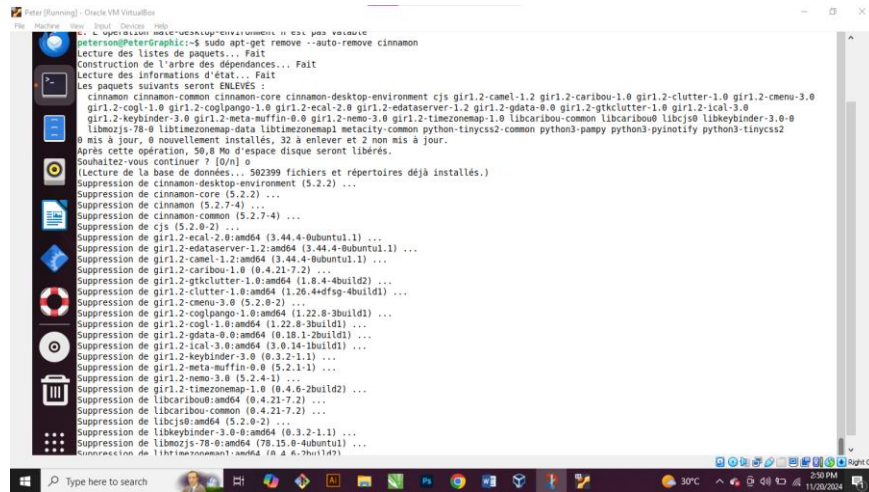 Peter [Running] - Oracle VM VirtualBox
File Machine View Input Devices Help
E: L'opération mate-desktop-environment n'est pas valable
peterson@PeterGraphic:~$ sudo apt-get remove --auto-remove cinnamon
Lecture des listes de paquets... Fait
Construction de l'arbre des dépendances... Fait
Lecture des informations d'état... Fait
Les paquets suivants seront ENLEVÉS :
cinnamon cinnamon-common cinnamon-core cinnamon-desktop-environment cjs gir1.2-camel-1.2 gir1.2-caribou-1.0 gir1.2-clutter-1.0 gir1.2-cmenu-3.0
gir1.2-cogl-1.0 gir1.2-coglpango-1.0 gir1.2-ecal-2.0 gir1.2-edataserver-1.2 gir1.2-gdata-0.0 gir1.2-gtkclutter-1.0 gir1.2-ical-3.0
gir1.2-keybinder-3.0 gir1.2-meta-muffin-0.0 gir1.2-nemo-3.0 gir1.2-timezonemap-1.0 libcaribou-common libcaribou0 libcjs0 libkeybinder-3.0-0
libmozjs-78-0 libtimezonemap-data libtimezonemap1 metacity-common python-tinycss2-common python3-pampy python3-pyinotify python3-tinycss2
0 mis à jour, 0 nouvellement installés, 32 à enlever et 2 non mis à jour.
Après cette opération, 50,8 Mo d'espace disque seront libérés.
Souhaitez-vous continuer ? [O/n] o
(Lecture de la base de données... 502399 fichiers et répertoires déjà installés.)
Suppression de cinnamon-desktop-environment (5.2.2) ...
Suppression de cinnamon-core (5.2.2) ...
Suppression de cinnamon (5.2.7-4) ...
Suppression de cinnamon-common (5.2.7-4) ...
Suppression de cjs (5.2.0-2) ...
Suppression de gir1.2-ecal-2.0:amd64 (3.44.4-0ubuntu1.1) ...
Suppression de gir1.2-edataserver-1.2:amd64 (3.44.4-0ubuntu1.1) ...
Suppression de gir1.2-camel-1.2:amd64 (3.44.4-0ubuntu1.1) ...
Suppression de gir1.2-caribou-1.0 (0.4.21-7.2) ...
Suppression de gir1.2-gtkclutter-1.0:amd64 (1.8.4-4build2) ...
Suppression de gir1.2-clutter-1.0:amd64 (1.26.4+dfsg-4build1) ...
Suppression de gir1.2-cmenu-3.0 (5.2.0-2) ...
Suppression de gir1.2-coglpango-1.0:amd64 (1.22.8-3build1) ...
Suppression de gir1.2-cogl-1.0:amd64 (1.22.8-3build1) ...
Suppression de gir1.2-gdata-0.0:amd64 (0.18.1-2build1) ...
Suppression de gir1.2-ical-3.0:amd64 (3.0.14-1build1) ...
Suppression de gir1.2-keybinder-3.0 (0.3.2-1.1) ...
Suppression de gir1.2-meta-muffin-0.0 (5.2.1-1) ...
Suppression de gir1.2-nemo-3.0 (5.2.4-1) ...
Suppression de gir1.2-timezonemap-1.0 (0.4.6-2build2) ...
Suppression de libcaribou0:amd64 (0.4.21-7.2) ...
Suppression de libcaribou-common (0.4.21-7.2) ...
Suppression de libcjs0:amd64 (5.2.0-2) ...
Suppression de libkeybinder-3.0-0:amd64 (0.3.2-1.1) ...
Suppression de libmozjs-78-0:amd64 (78.15.0-4ubuntu1) ...
Suppression de libtimezonemap1:amd64 (0.4.6-2build2) ...
Right C
Type here to search
Ai
Ps
30°C
2:50 PM
11/20/2024